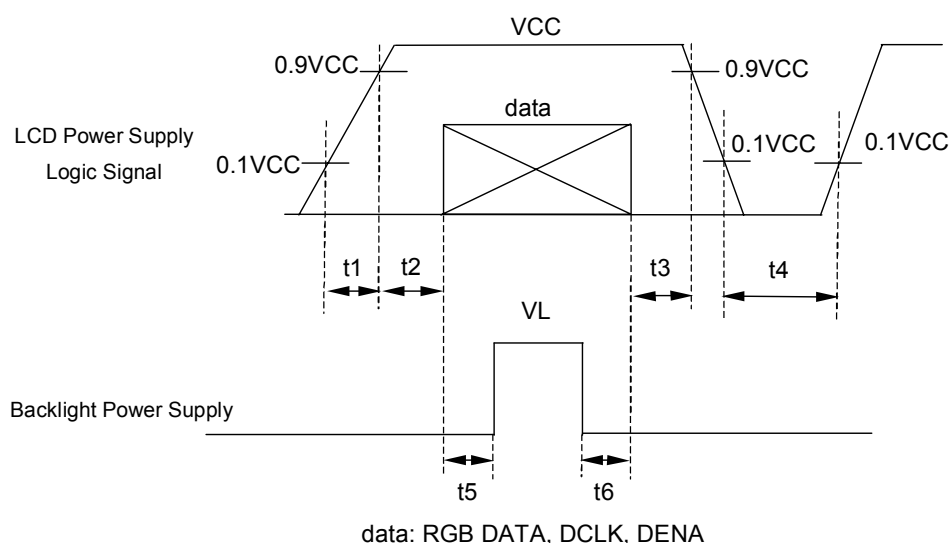 VCC
0.9VCC
0.9VCC
data
LCD Power Supply
Logic Signal
0.1VCC
0.1VCC
0.1VCC
t1
t2
t3
t4
VL
Backlight Power Supply
t5
t6
data: RGB DATA, DCLK, DENA